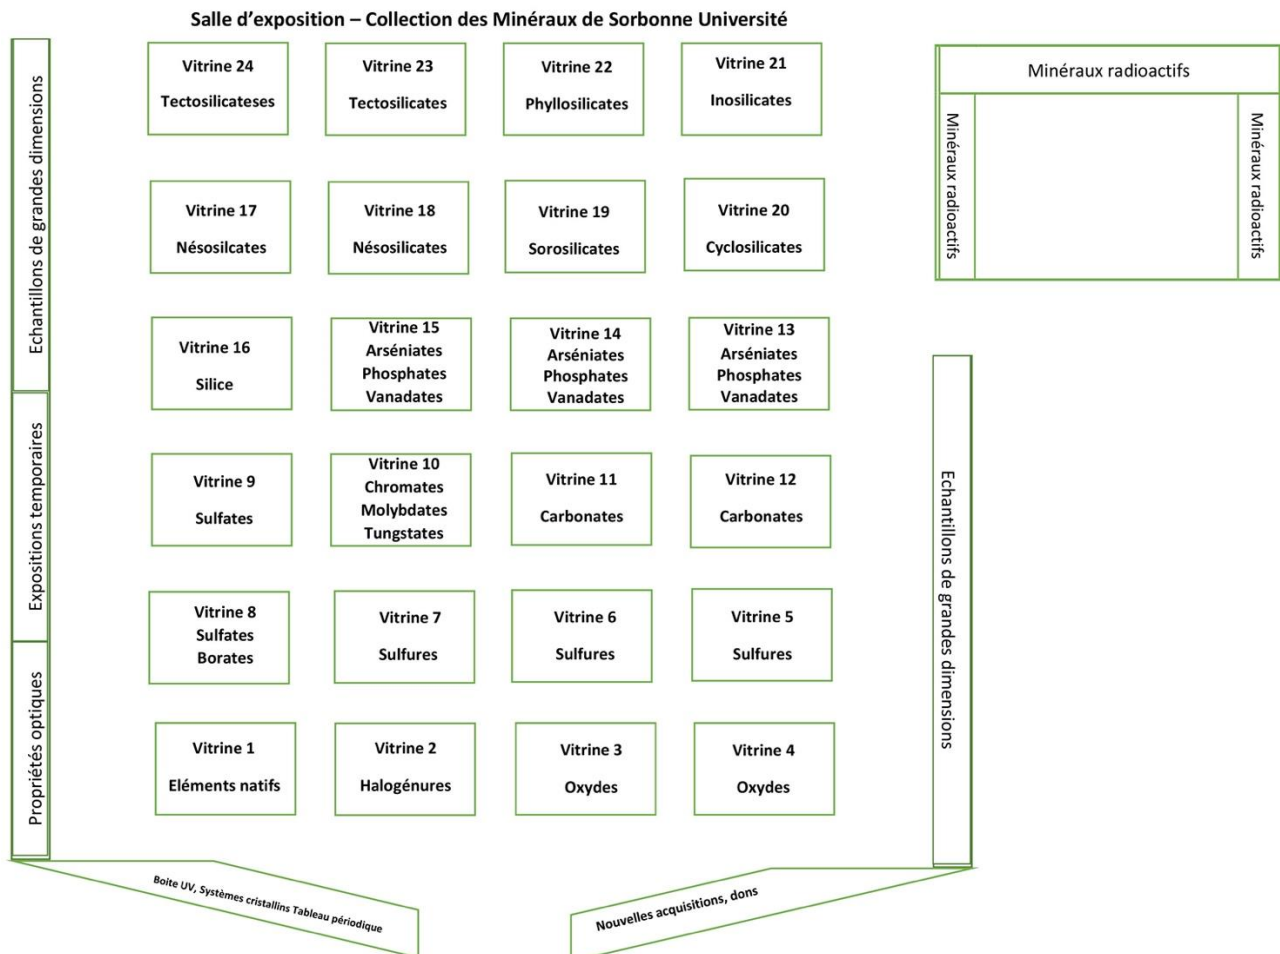 Salle d’exposition – Collection des Minéraux de Sorbonne Université
Echantillons de grandes dimensions
Expositions temporaires
Propriétés optiques
Vitrine 24
Tectosilicateses
Vitrine 23
Tectosilicates
Vitrine 22
Phyllosilicates
Vitrine 21
Inosilicates
Vitrine 17
Nésosilcates
Vitrine 18
Nésosilicates
Vitrine 19
Sorosilicates
Vitrine 20
Cyclosilicates
Vitrine 16
Silice
Vitrine 15
Arséniates
Phosphates
Vanadates
Vitrine 14
Arséniates
Phosphates
Vanadates
Vitrine 13
Arséniates
Phosphates
Vanadates
Vitrine 9
Sulfates
Vitrine 10
Chromates
Molybdates
Tungstates
Vitrine 11
Carbonates
Vitrine 12
Carbonates
Vitrine 8
Sulfates
Borates
Vitrine 7
Sulfures
Vitrine 6
Sulfures
Vitrine 5
Sulfures
Vitrine 1
Eléments natifs
Vitrine 2
Halogénures
Vitrine 3
Oxydes
Vitrine 4
Oxydes
Minéraux radioactifs
Minéraux radioactifs
Minéraux radioactifs
Echantillons de grandes dimensions
Boite UV, Systèmes cristallins Tableau périodique
Nouvelles acquisitions, dons